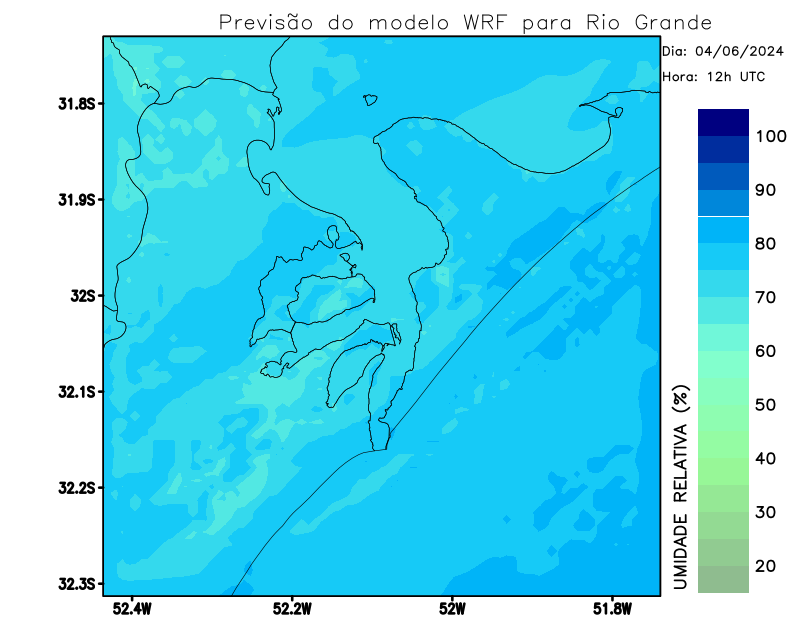 Previsão do modelo WRF para Rio Grande
Dia: 04/06/2024
Hora: 12h UTC
31.8S
31.9S
32S
32.1S
32.2S
32.3S
52.4W
52.2W
52W
51.8W
100
90
80
70
60
50
40
30
20
UMIDADE RELATIVA (%)